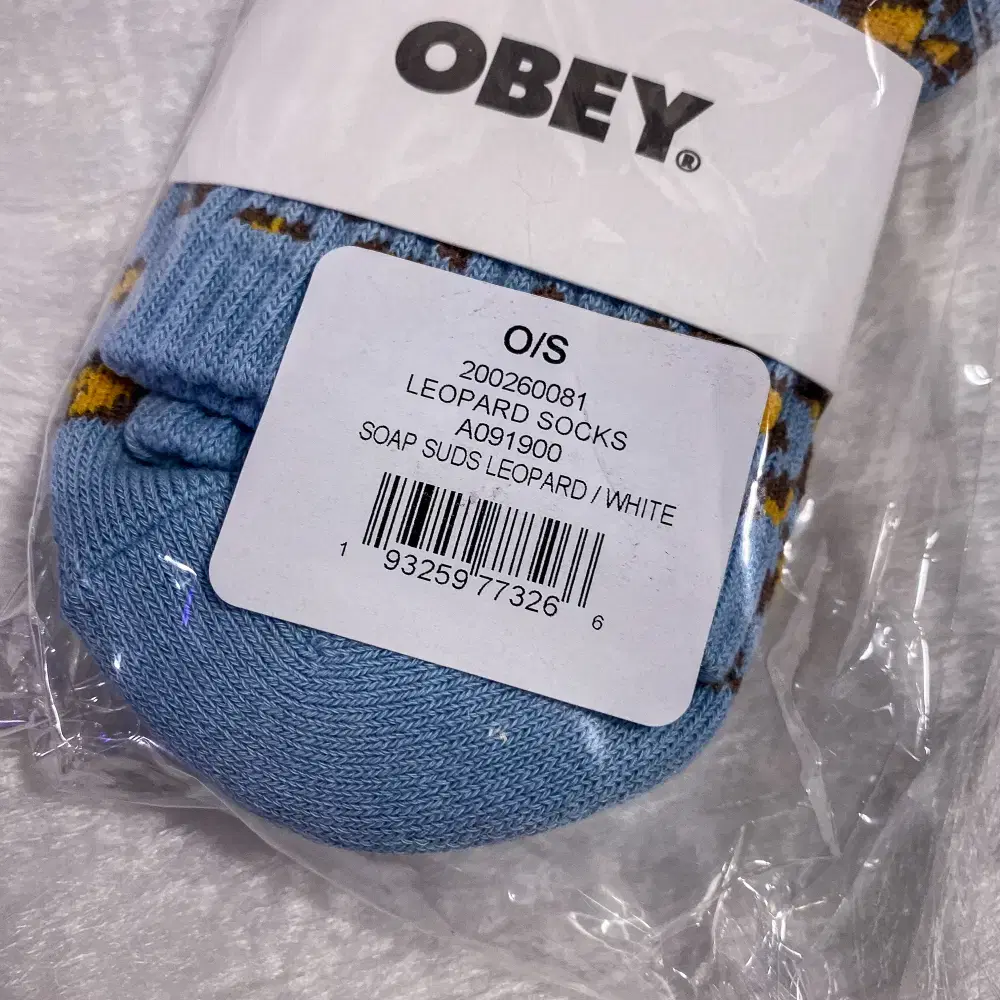 OBEY®
O/S
200260081
LEOPARD SOCKS
A091900
SOAP SUDS LEOPARD / WHITE
1 93259 77326 6